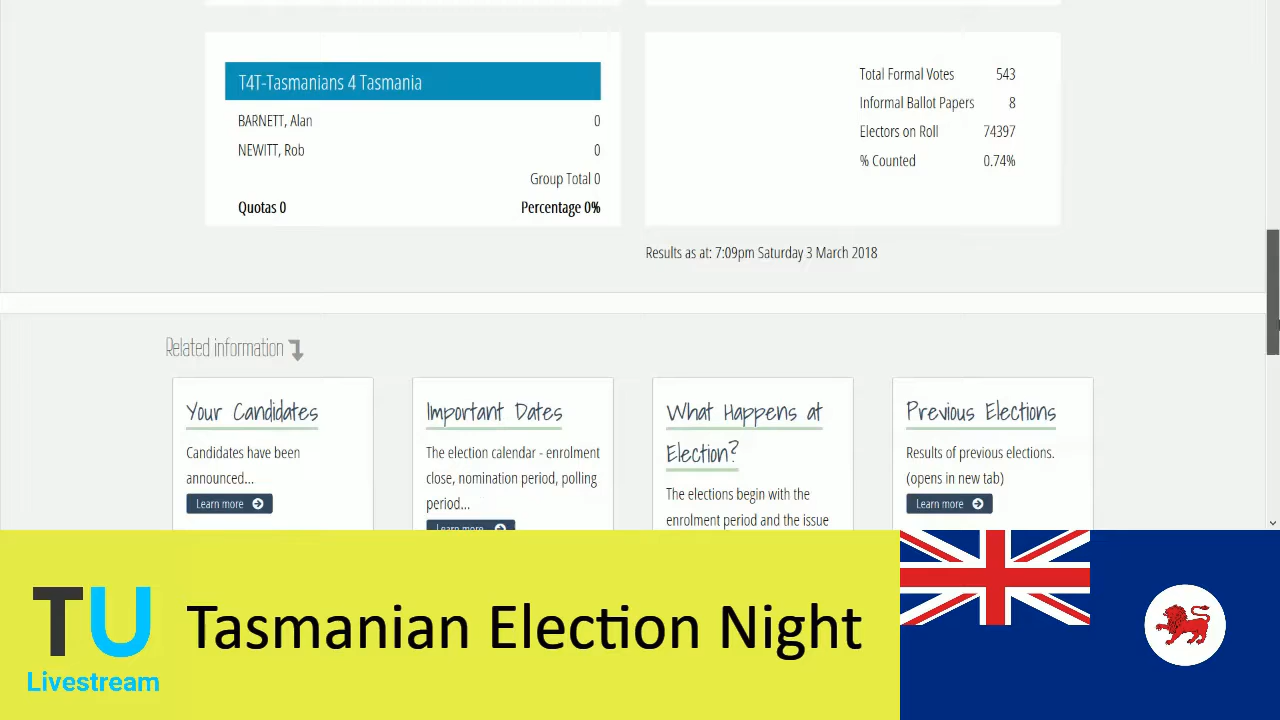 T4T-Tasmanians 4 Tasmania
BARNETT, Alan 0
NEWITT, Rob 0
Group Total 0
Quotas 0 Percentage 0%
Total Formal Votes 543
Informal Ballot Papers 8
Electors on Roll 74397
% Counted 0.74%
Results as at: 7:09pm Saturday 3 March 2018
Related information
Your Candidates
Candidates have been
announced...
Learn more
Important Dates
The election calendar - enrolment
close, nomination period, polling
period...
Learn more
What Happens at
Election?
The elections begin with the
enrolment period and the issue
Previous Elections
Results of previous elections.
(opens in new tab)
Learn more
TU
Livestream
Tasmanian Election Night